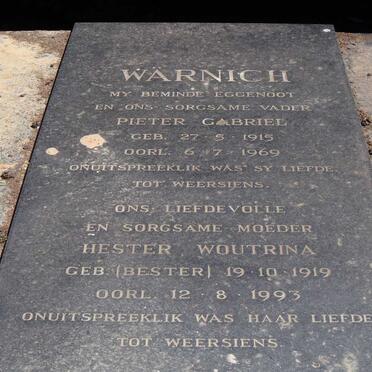 WARNICH
MY BEMINDE EGGENOOT
EN ONS SORGSAME VADER
PIETER GABRIEL
GEB. 27·5·1915
OORL. 6·7·1969
ONUITSPREEKLIK WAS SY LIEFDE.
TOT WEERSIENS.
ONS LIEFDEVOLLE
EN SORGSAME MOEDER
HESTER WOUTRINA
GEB. (BESTER) 19·10·1919
OORL. 12·8·1993
ONUITSPREEKLIK WAS HAAR LIEFDE
TOT WEERSIENS